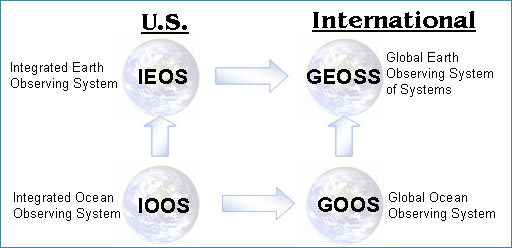 U.S.
International
Integrated Earth
Observing System
IEOS
GEOSS
Global Earth
Observing System
of Systems
Integrated Ocean
Observing System
IOOS
GOOS
Global Ocean
Observing System